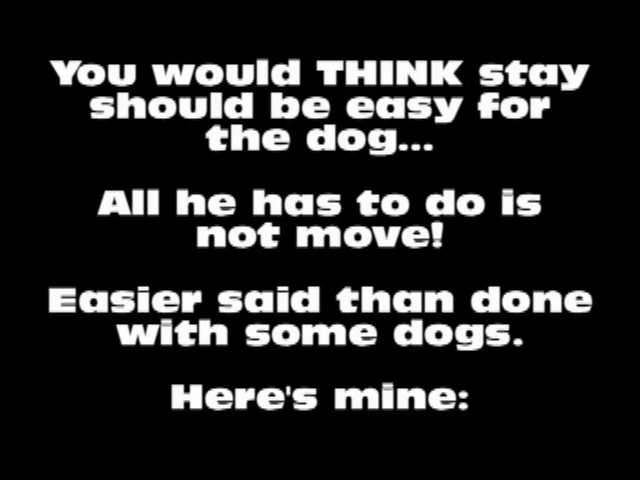 You would THINK stay
should be easy for
the dog...
All he has to do is
not move!
Easier said than done
with some dogs.
Here's mine: